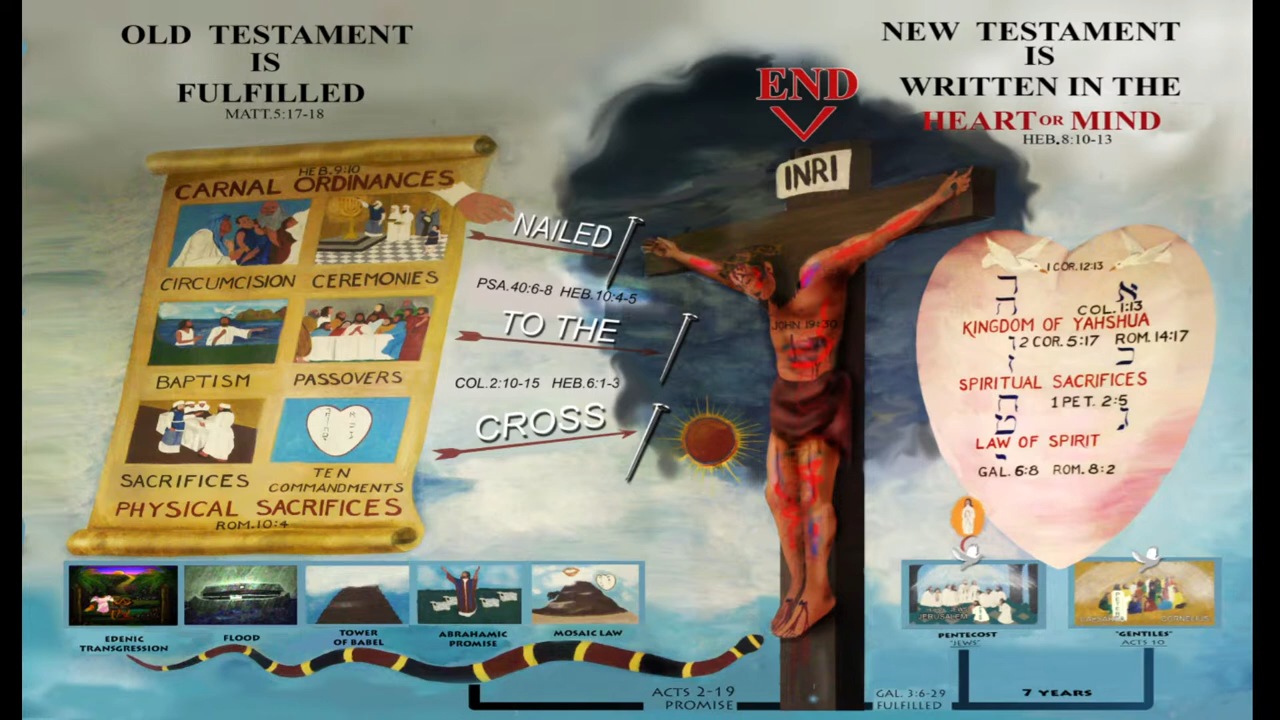 OLD TESTAMENT
IS
FULFILLED
MATT.5:17-18
HEB.9:10
CARNAL ORDINANCES
CIRCUMCISION CEREMONIES
BAPTISM PASSOVERS
SACRIFICES TEN
COMMANDMENTS
PHYSICAL SACRIFICES
ROM.10:4
NAILED
PSA.40:6-8 HEB.10:4-5
TO THE
COL.2:10-15 HEB.6:1-3
CROSS
END
INRI
JOHN 19:30
NEW TESTAMENT
IS
WRITTEN IN THE
HEART OR MIND
HEB.8:10-13
1 COR.12:13
COL.1:13
KINGDOM OF YAHSHUA
2 COR.5:17 ROM.14:17
SPIRITUAL SACRIFICES
1 PET. 2:5
LAW OF SPIRIT
GAL. 6:8 ROM. 8:2
EDENIC
TRANSGRESSION
FLOOD
TOWER
OF BABEL
ABRAHAMIC
PROMISE
MOSAIC LAW
JERUSALEM
CORNELIUS
PENTECOST
"JEWS"
"GENTILES"
ACTS 10
ACTS 2-19
PROMISE
GAL. 3:6-29
FULFILLED
7 YEARS